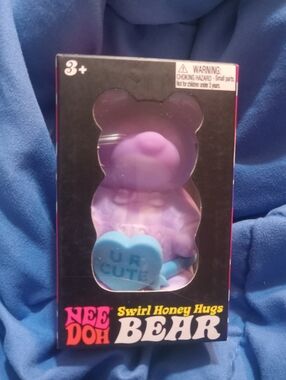 3+
WARNING:
CHOKING HAZARD - Small parts.
Not for children under 3 years.
U R
CUTE
NEE
DOH
Swirl Honey Hugs
BEAR